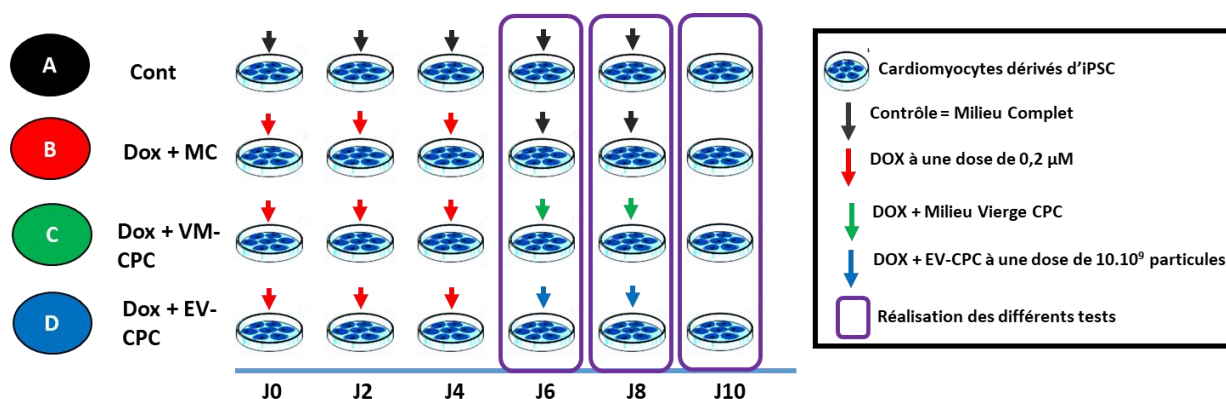 A
Cont
B
Dox + MC
C
Dox + VM-
CPC
D
Dox + EV-
CPC
J0 J2 J4 J6 J8 J10
Cardiomyocytes dérivés d’iPSC
Contrôle = Milieu Complet
DOX à une dose de 0,2 µM
DOX + Milieu Vierge CPC
DOX + EV-CPC à une dose de 10.10⁹ particules
Réalisation des différents tests